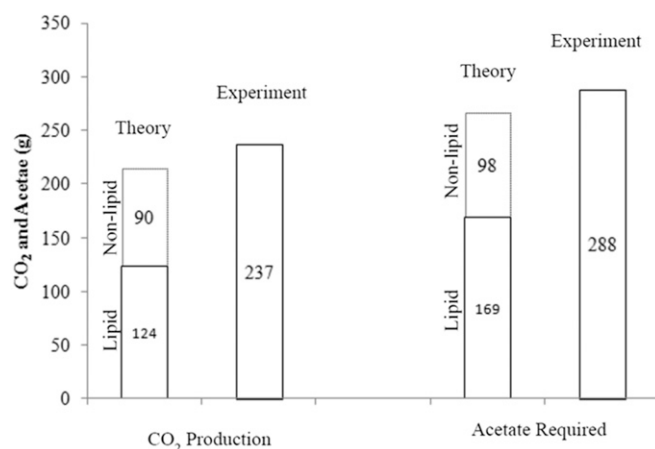 350
300
250
200
150
100
50
0
CO₂ and Acetae (g)
Theory
Experiment
Non-lipid
90
Lipid
124
237
CO₂ Production
Theory
Experiment
Non-lipid
98
Lipid
169
288
Acetate Required